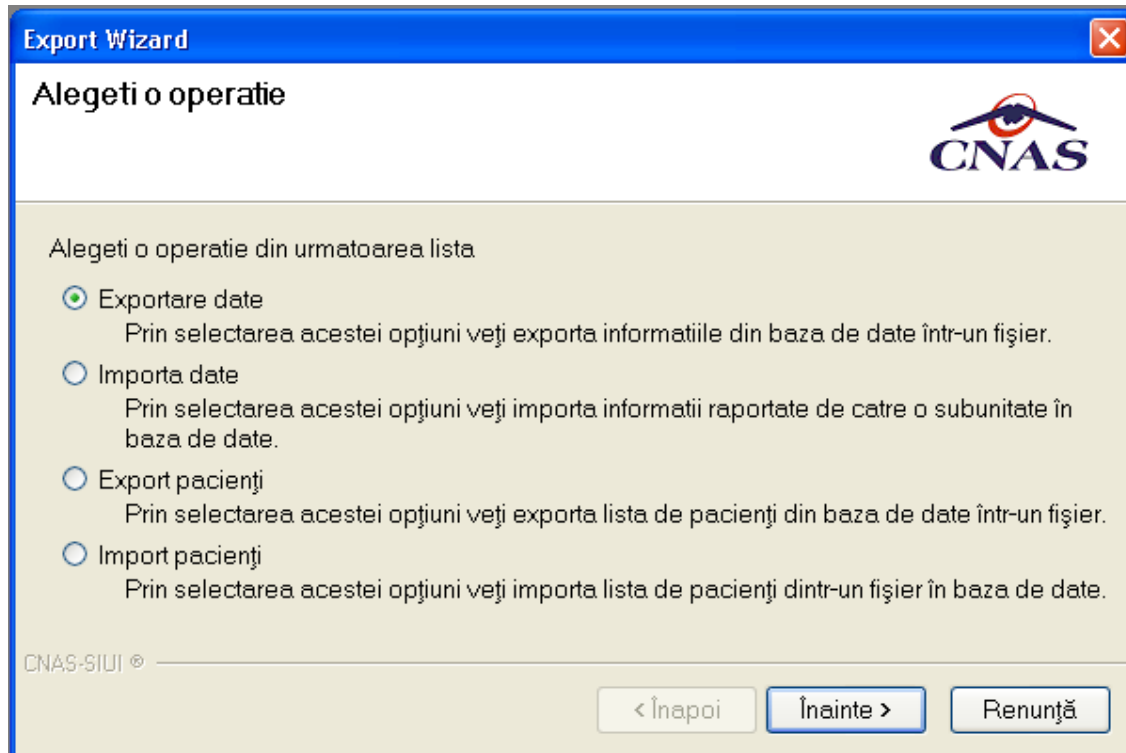 Export Wizard
Alegeti o operatie
CNAS
Alegeti o operatie din urmatoarea lista
Exportare date
Prin selectarea acestei opţiuni veţi exporta informatiile din baza de date într-un fişier.
Importa date
Prin selectarea acestei opţiuni veţi importa informatii raportate de catre o subunitate în
baza de date.
Export pacienţi
Prin selectarea acestei opţiuni veţi exporta lista de pacienţi din baza de date într-un fişier.
Import pacienţi
Prin selectarea acestei opţiuni veţi importa lista de pacienţi dintr-un fişier în baza de date.
CNAS-SIUI ®
< Înapoi Înainte > Renunţă